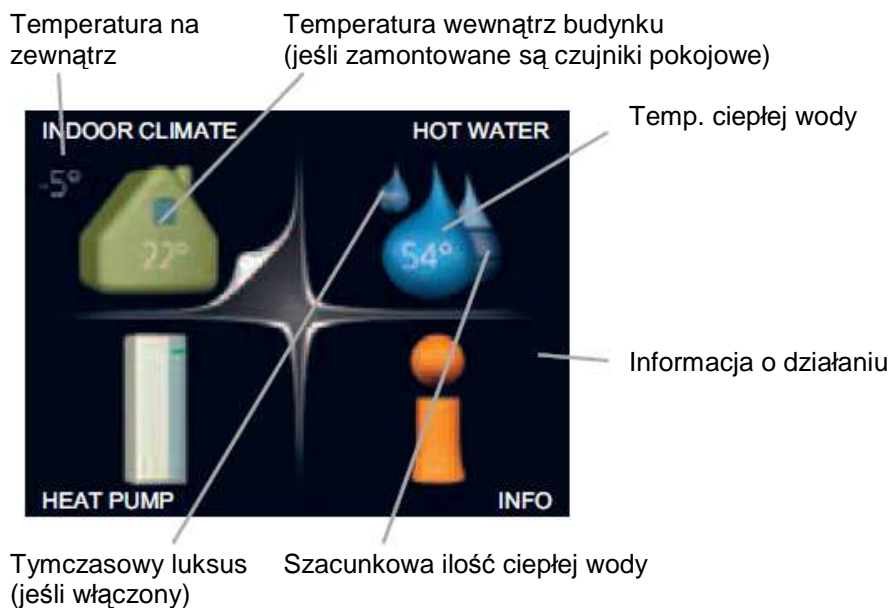 Temperatura na
zewnątrz
Temperatura wewnątrz budynku
(jeśli zamontowane są czujniki pokojowe)
INDOOR CLIMATE
HOT WATER
Temp. ciepłej wody
-5°
22°
54°
Informacja o działaniu
HEAT PUMP
INFO
Tymczasowy luksus
(jeśli włączony)
Szacunkowa ilość ciepłej wody